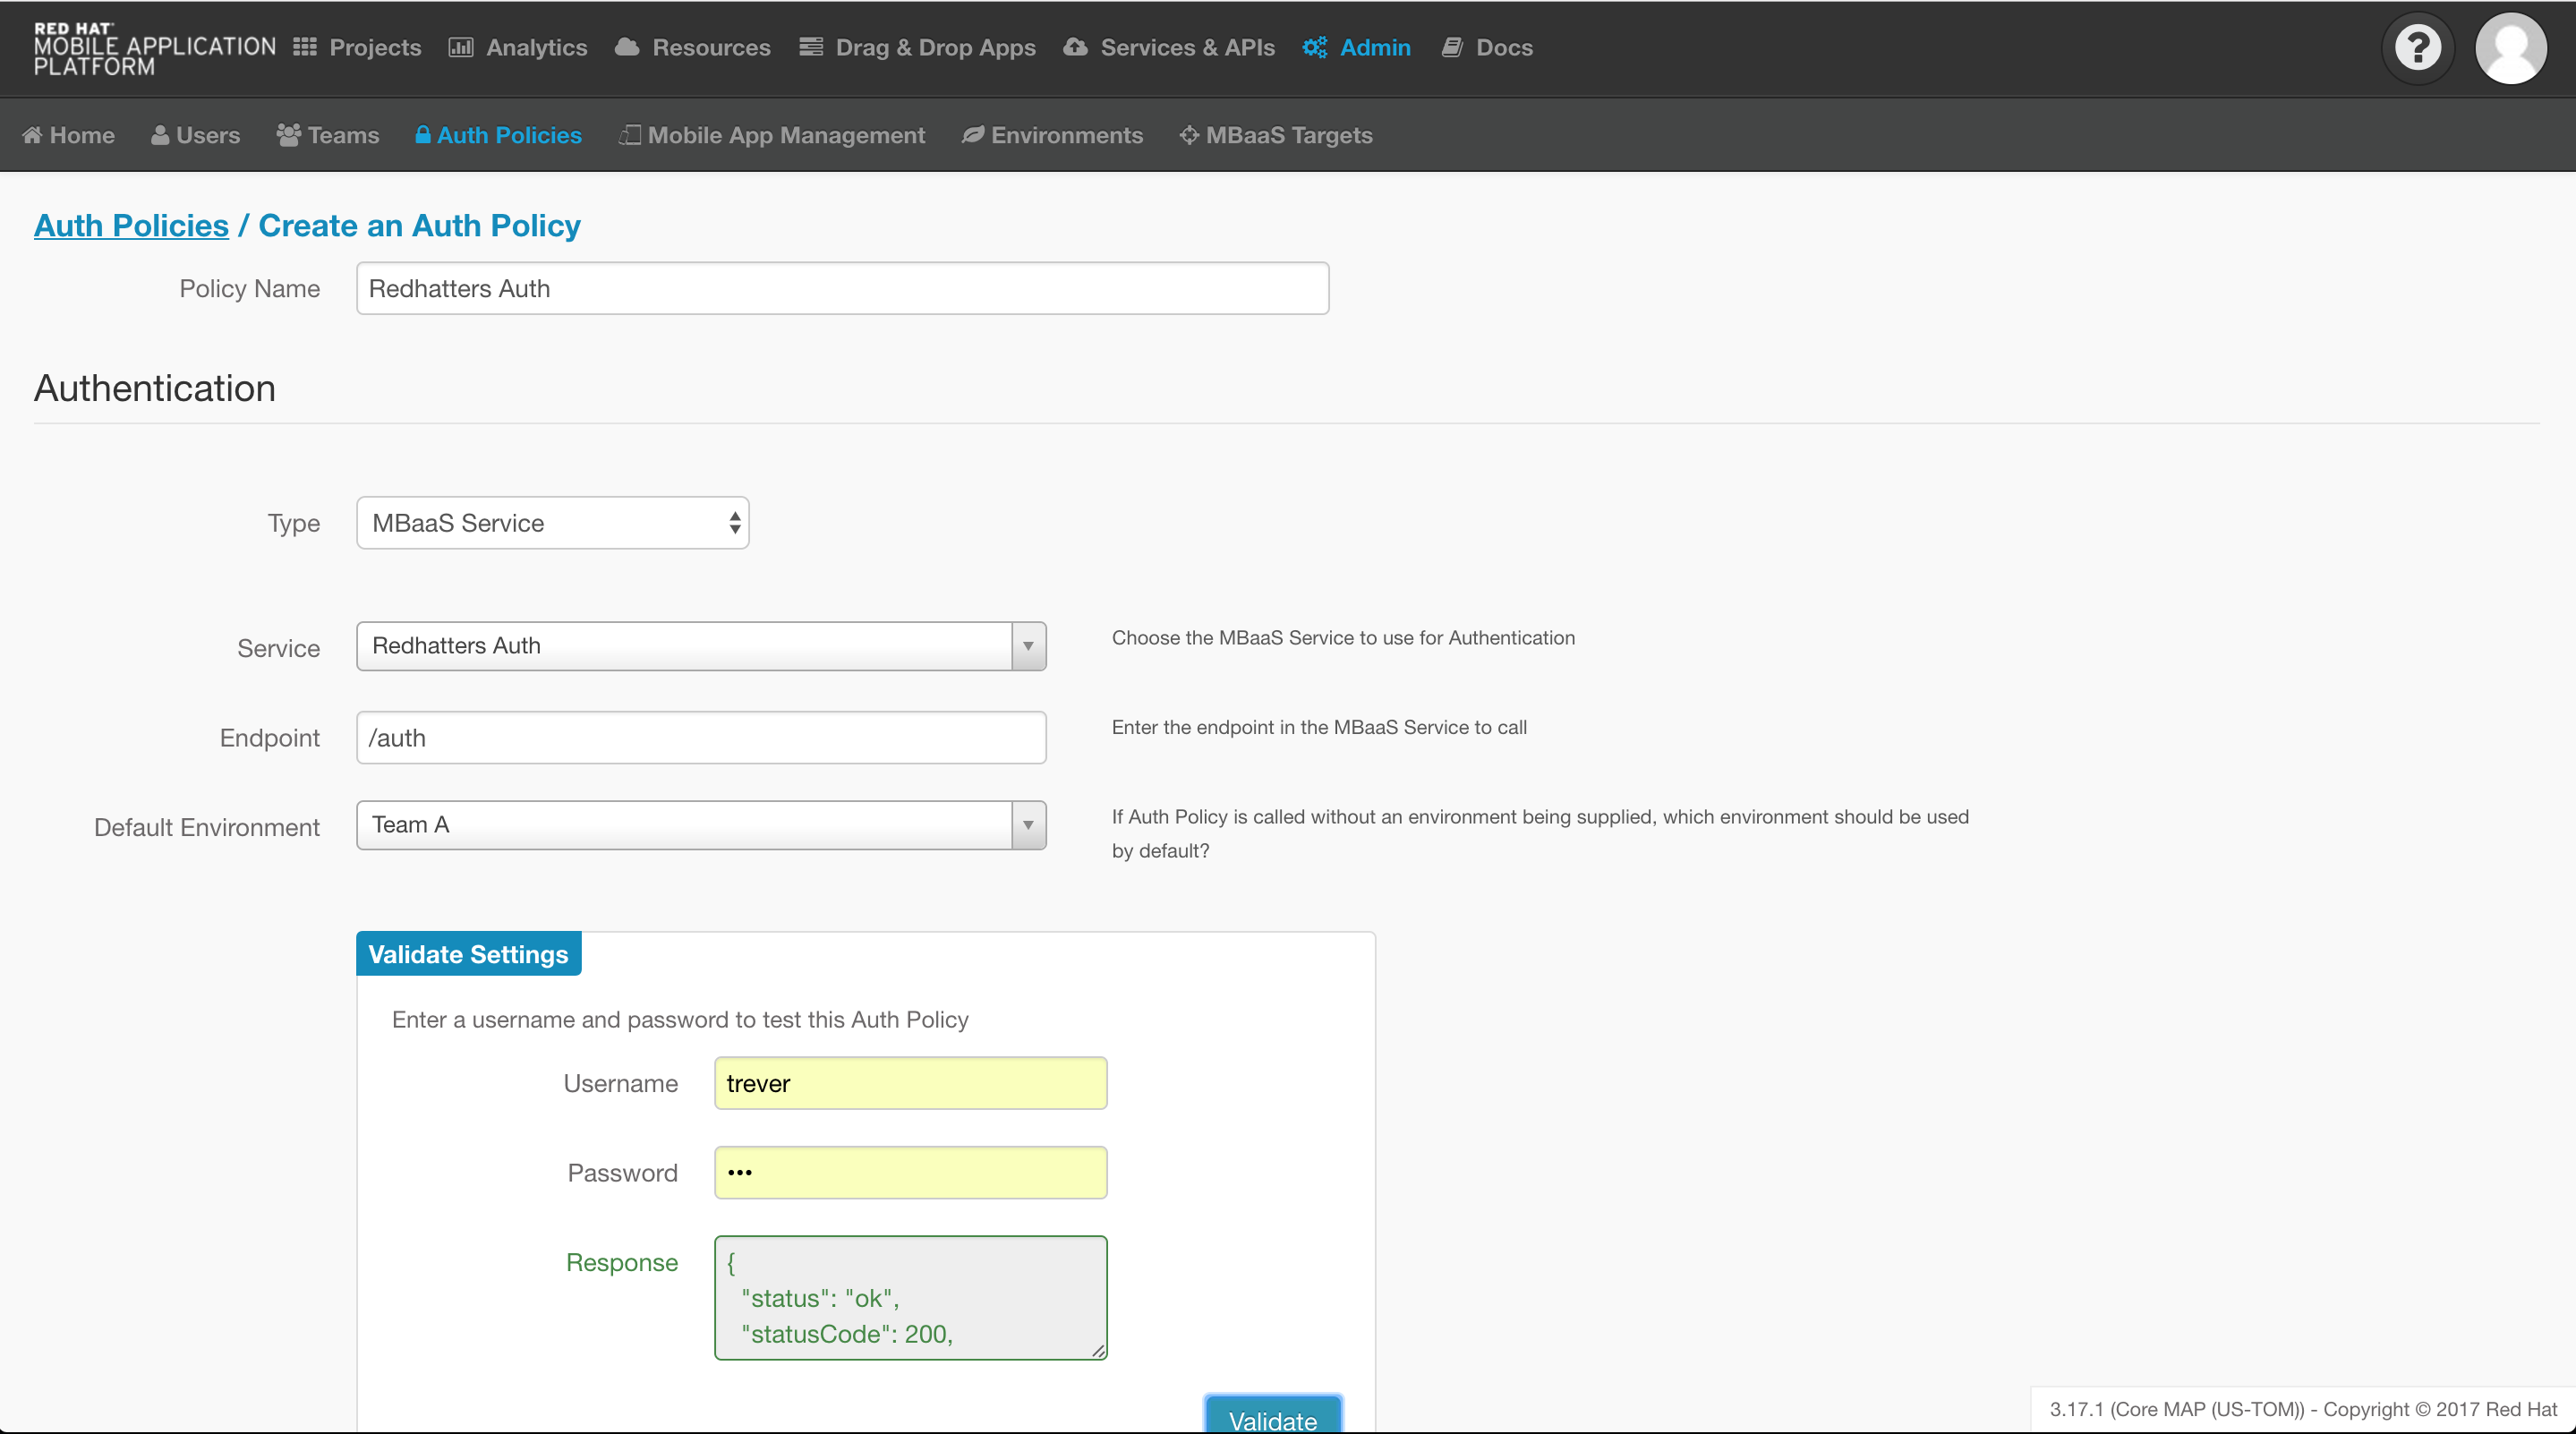 RED HAT
MOBILE APPLICATION
PLATFORM
Projects
Analytics
Resources
Drag & Drop Apps
Services & APIs
Admin
Docs
Home
Users
Teams
Auth Policies
Mobile App Management
Environments
MBaaS Targets
Auth Policies / Create an Auth Policy
Policy Name
Redhatters Auth
Authentication
Type
MBaaS Service
Service
Redhatters Auth
Choose the MBaaS Service to use for Authentication
Endpoint
/auth
Enter the endpoint in the MBaaS Service to call
Default Environment
Team A
If Auth Policy is called without an environment being supplied, which environment should be used
by default?
Validate Settings
Enter a username and password to test this Auth Policy
Username
trever
Password
•••
Response
{
"status": "ok",
"statusCode": 200,
Validate
3.17.1 (Core MAP (US-TOM)) - Copyright © 2017 Red Hat